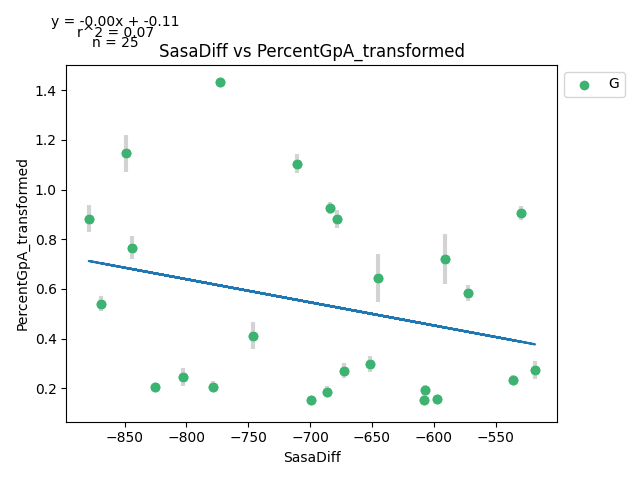 y = -0.00x + -0.11
r^2 = 0.07
n = 25
SasaDiff vs PercentGpA_transformed
G
PercentGpA_transformed
1.4
1.2
1.0
0.8
0.6
0.4
0.2
−850 −800 −750 −700 −650 −600 −550
SasaDiff